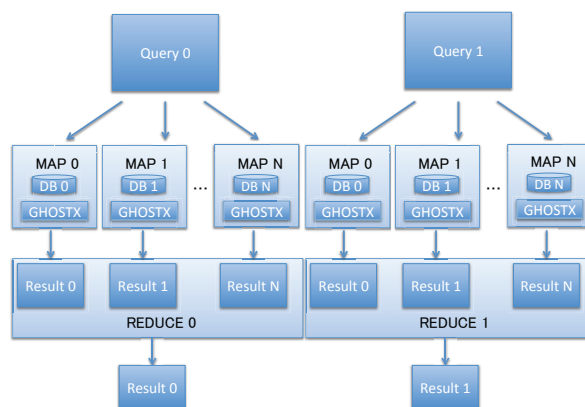 Query 0
Query 1
MAP 0
MAP 1
MAP N
MAP 0
MAP 1
MAP N
DB 0
DB 1
...
DB N
DB 0
DB 1
...
DB N
GHOSTX
GHOSTX
GHOSTX
GHOSTX
GHOSTX
GHOSTX
Result 0
Result 1
Result N
Result 0
Result 1
Result N
REDUCE 0
REDUCE 1
Result 0
Result 1